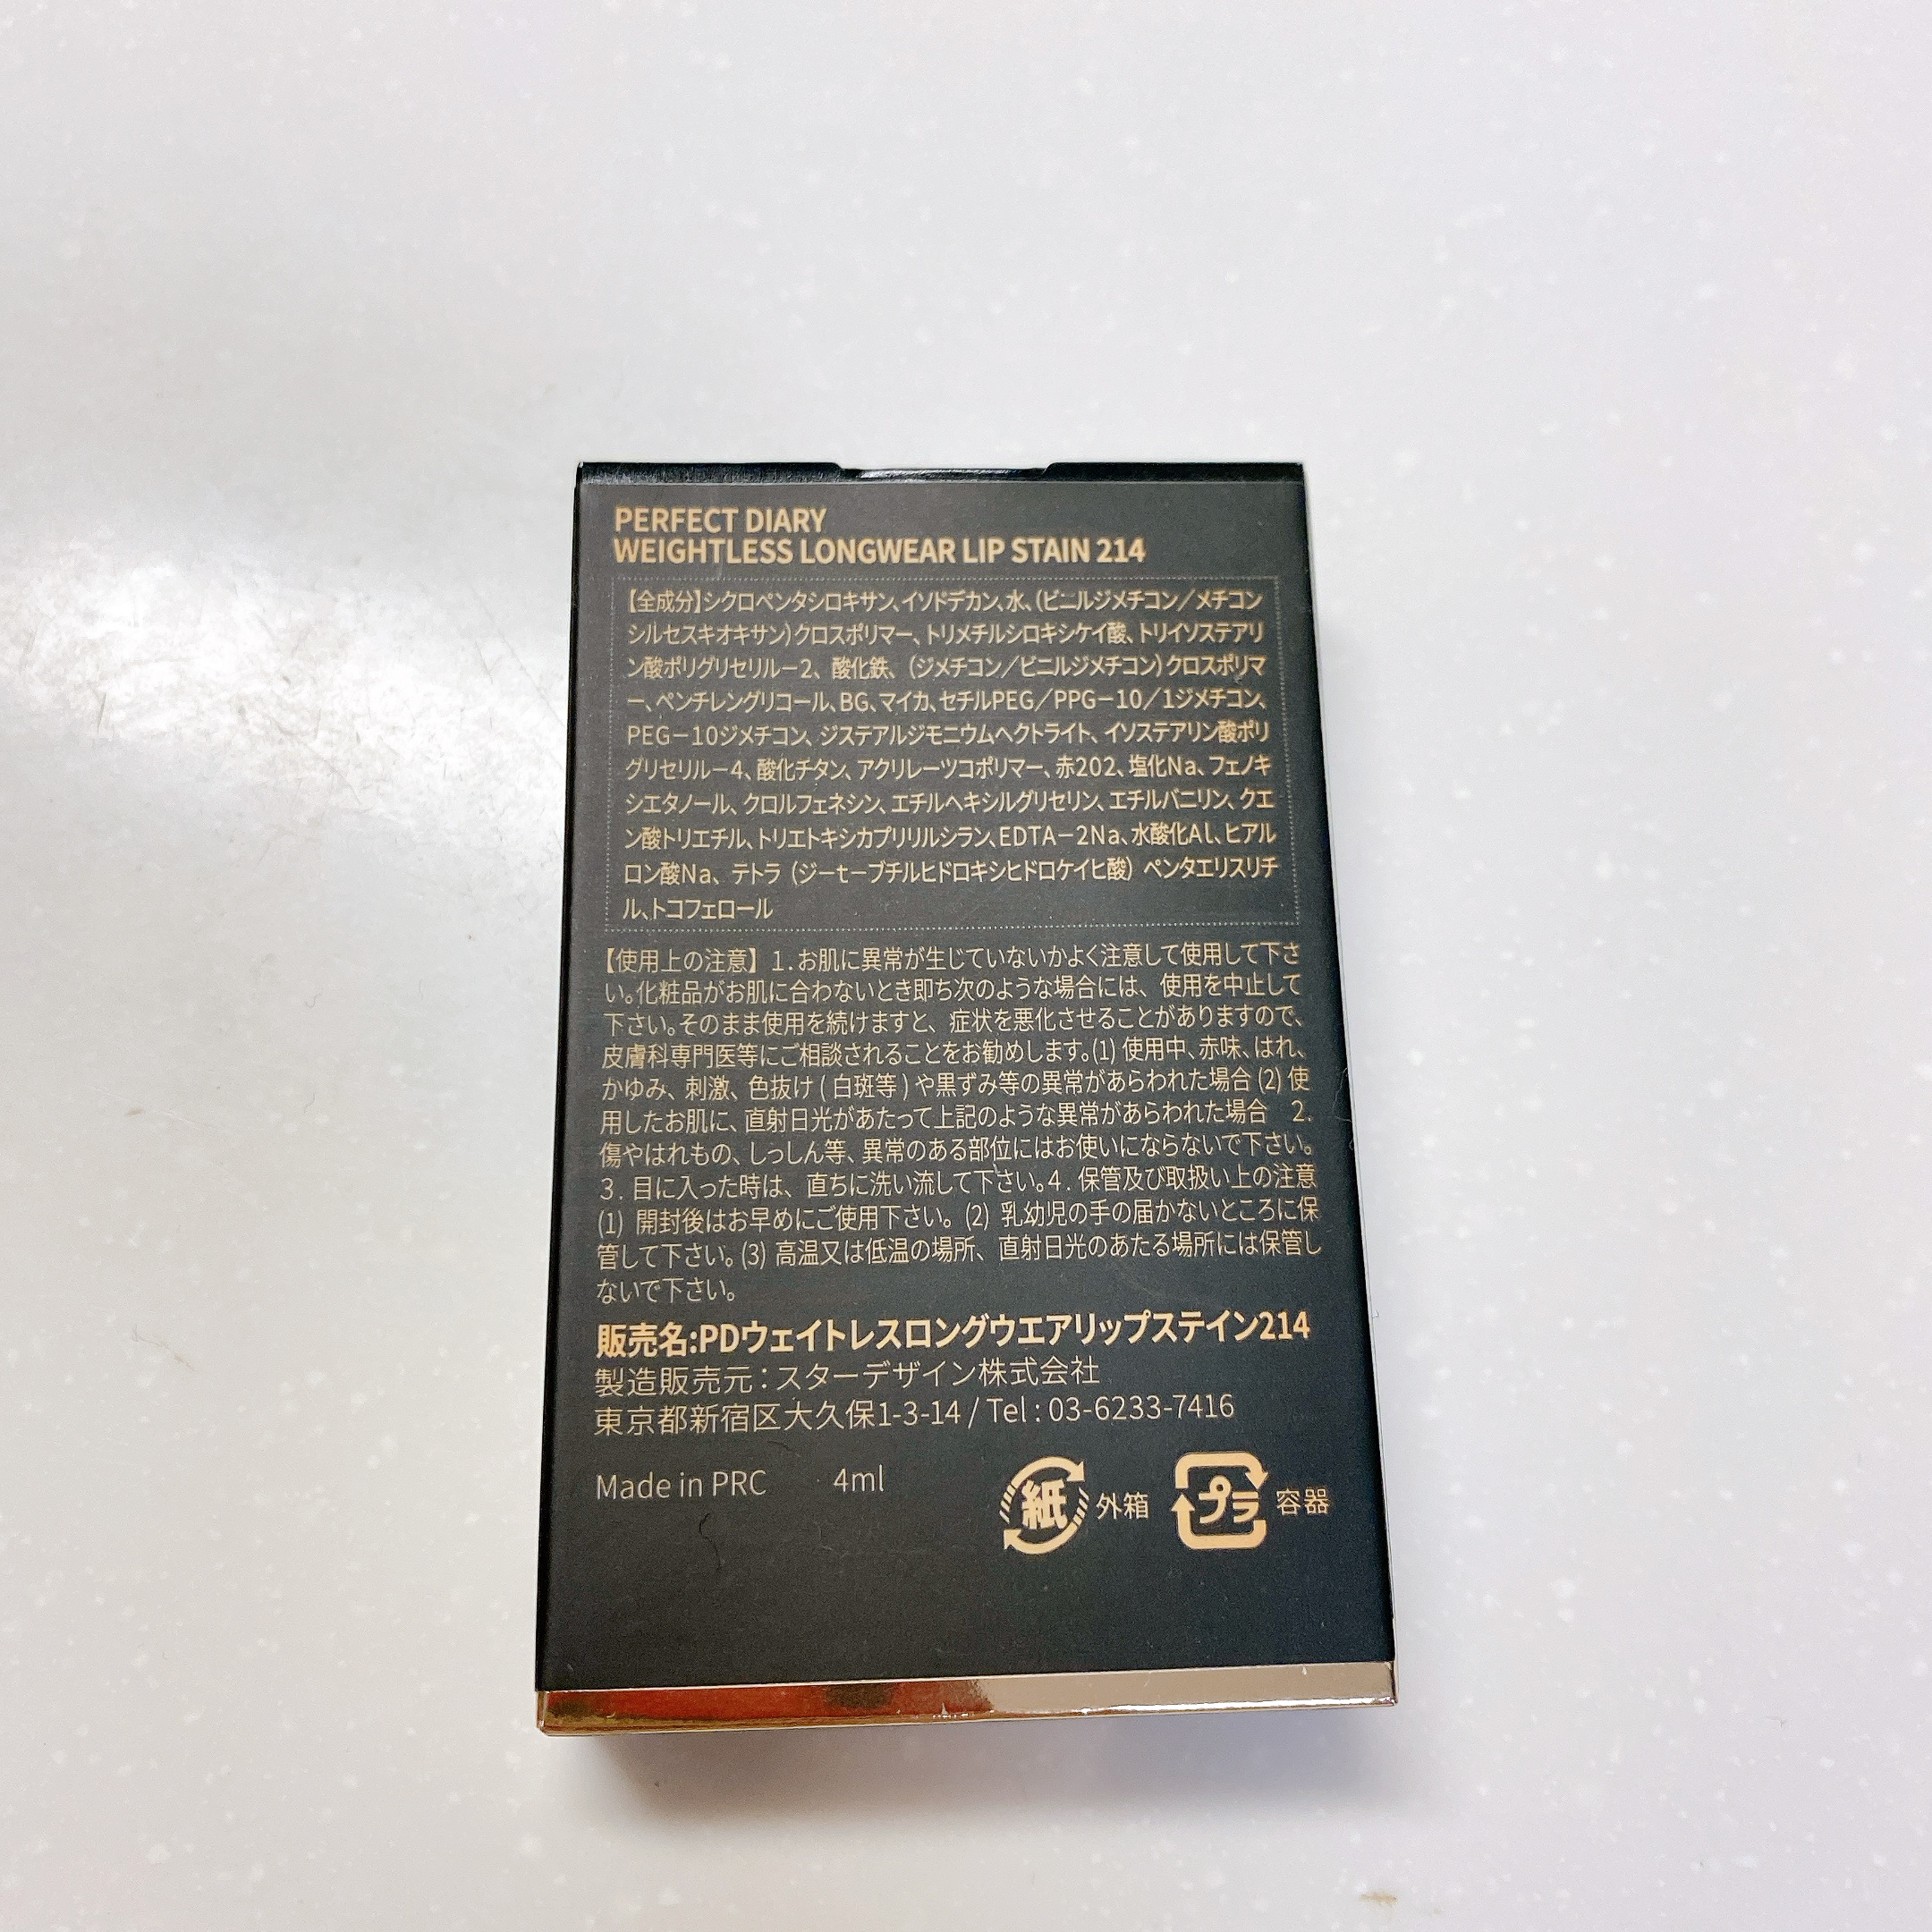 PERFECT DIARY
WEIGHTLESS LONGWEAR LIP STAIN 214
【全成分】シクロペンタシロキサン、イソドデカン、水、(ビニルジメチコン／メチコン
シルセスキオキサン)クロスポリマー、トリメチルシロキシケイ酸、トリイソステアリ
ン酸ポリグリセリルー2、酸化鉄、(ジメチコン／ビニルジメチコン)クロスポリマ
ー、ペンチレングリコール、BG、マイカ、セチルPEG／PPG－10／1ジメチコン、
PEG－10ジメチコン、ジステアルジモニウムヘクトライト、イソステアリン酸ポリ
グリセリルー4、酸化チタン、アクリレーツコポリマー、赤202、塩化Na、フェノキ
シエタノール、クロルフェネシン、エチルヘキシルグリセリン、エチルバニリン、クエ
ン酸トリエチル、トリエトキシカプリリルシラン、EDTA－2Na、水酸化Al、ヒアル
ロン酸Na、テトラ (ジーtーブチルヒドロキシヒドロケイヒ酸) ペンタエリスリチ
ル、トコフェロール
【使用上の注意】1.お肌に異常が生じていないかよく注意して使用して下さ
い。化粧品がお肌に合わないとき即ち次のような場合には、使用を中止して
下さい。そのまま使用を続けますと、症状を悪化させることがありますので、
皮膚科専門医等にご相談されることをお勧めします。(1) 使用中、赤味、はれ、
かゆみ、刺激、色抜け ( 白斑等 ) や黒ずみ等の異常があらわれた場合 (2) 使
用したお肌に、直射日光があたって上記のような異常があらわれた場合　2.
傷やはれもの、しっしん等、異常のある部位にはお使いにならないで下さい。
3. 目に入った時は、直ちに洗い流して下さい。4. 保管及び取扱い上の注意
(1) 開封後はお早めにご使用下さい。(2) 乳幼児の手の届かないところに保
管して下さい。(3) 高温又は低温の場所、直射日光のあたる場所には保管し
ないで下さい。
販売名:PDウェイトレスロングウエアリップステイン214
製造販売元：スターデザイン株式会社
東京都新宿区大久保1-3-14 / Tel : 03-6233-7416
Made in PRC 4ml 紙 外箱 プラ 容器